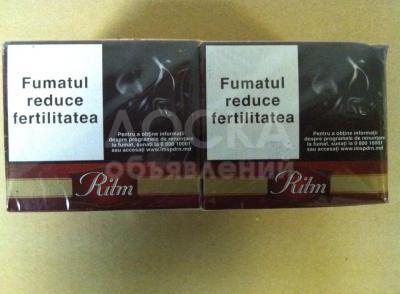 Fumatul
reduce
fertilitatea
Pentru a obține informații
despre programele de renunțare
la fumat, sunați la 0 800 10001
sau accesați www.imspdrn.md
Ritm
Fumatul
reduce
fertilitatea
Pentru a obține informații
despre programele de renunțare
la fumat, sunați la 0 800 10001
sau accesați www.imspdrn.md
Ritm
ДОСКА
объявлений